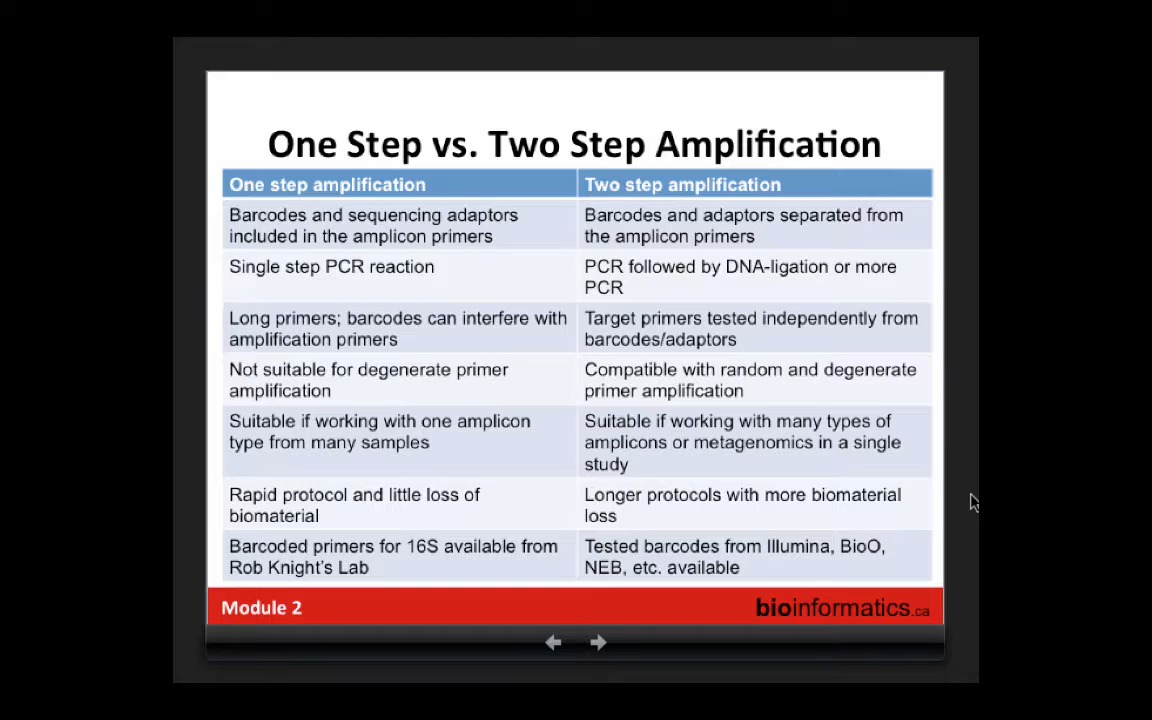 One Step vs. Two Step Amplification
One step amplification
Two step amplification
Barcodes and sequencing adaptors
included in the amplicon primers
Barcodes and adaptors separated from
the amplicon primers
Single step PCR reaction
PCR followed by DNA-ligation or more
PCR
Long primers; barcodes can interfere with
amplification primers
Target primers tested independently from
barcodes/adaptors
Not suitable for degenerate primer
amplification
Compatible with random and degenerate
primer amplification
Suitable if working with one amplicon
type from many samples
Suitable if working with many types of
amplicons or metagenomics in a single
study
Rapid protocol and little loss of
biomaterial
Longer protocols with more biomaterial
loss
Barcoded primers for 16S available from
Rob Knight's Lab
Tested barcodes from Illumina, BioO,
NEB, etc. available
Module 2
bioinformatics.ca